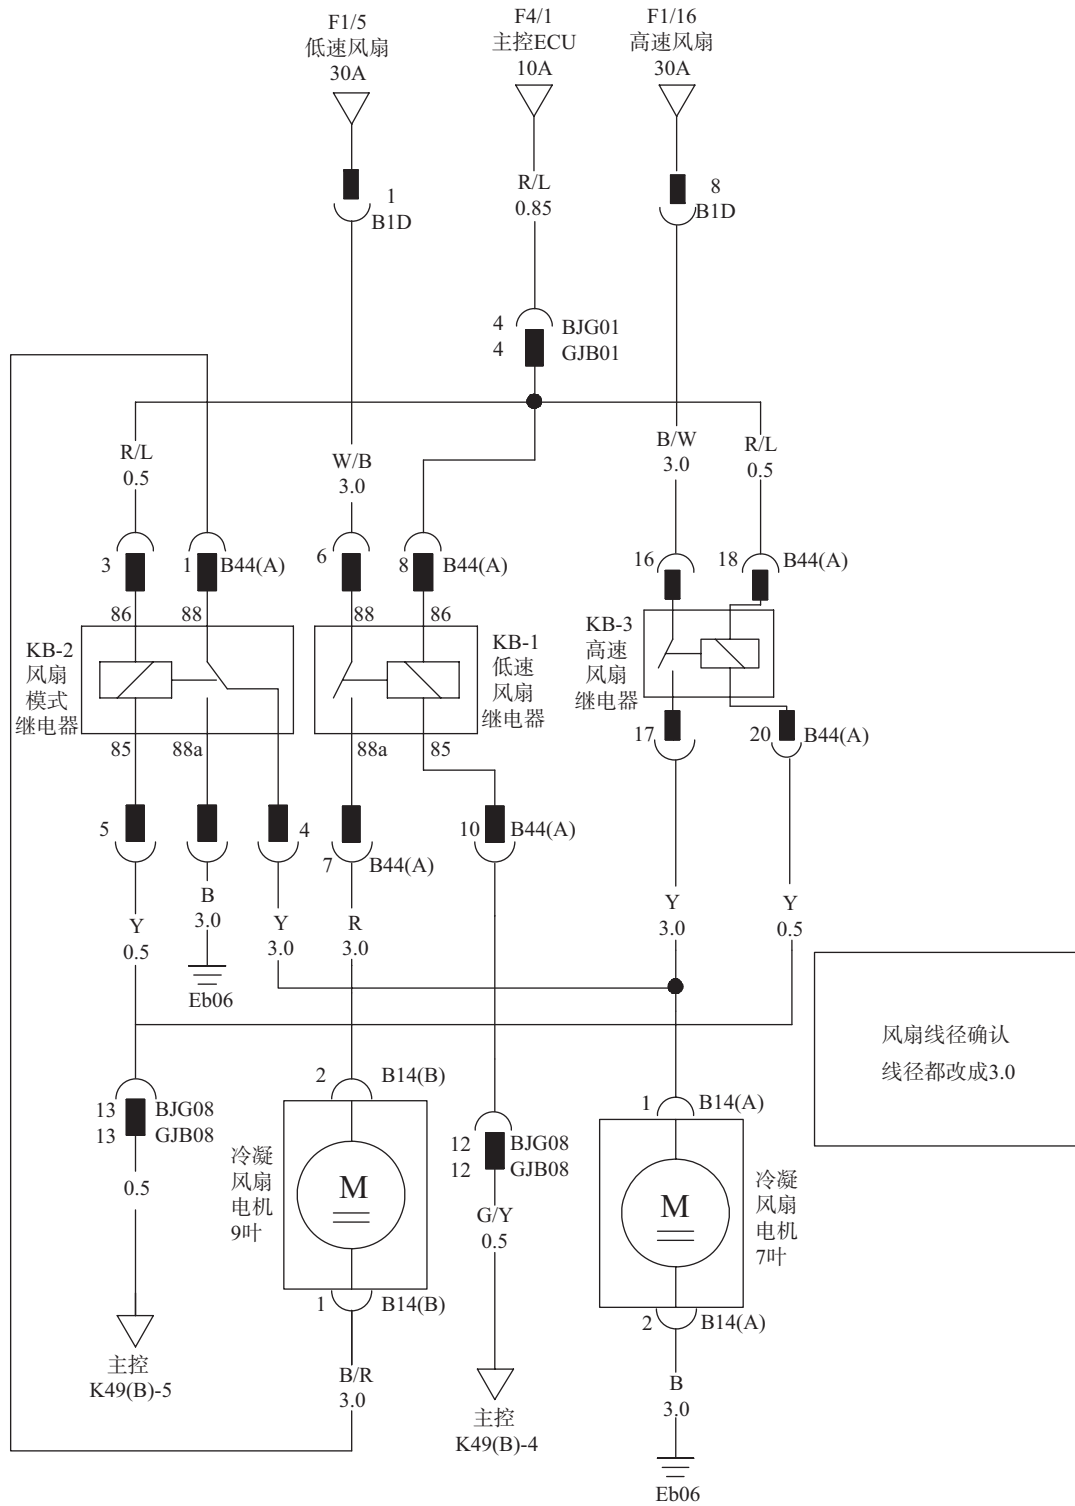 F1/5
低速风扇
30A
F4/1
主控ECU
10A
F1/16
高速风扇
30A
1
B1D
R/L
0.85
8
B1D
4
BJG01
4
GJB01
R/L
0.5
W/B
3.0
B/W
3.0
R/L
0.5
3
1
B44(A)
6
8
B44(A)
16
18
B44(A)
86
88
88
86
KB-2
风扇
模式
继电器
KB-1
低速
风扇
继电器
KB-3
高速
风扇
继电器
85
88a
88a
85
17
20
B44(A)
5
4
7
B44(A)
10
B44(A)
Y
0.5
B
3.0
Y
3.0
R
3.0
Y
3.0
Y
0.5
Eb06
风扇线径确认
线径都改成3.0
2
B14(B)
1
B14(A)
13
BJG08
13
GJB08
12
BJG08
12
GJB08
0.5
冷凝
风扇
电机
9叶
M
G/Y
0.5
M
冷凝
风扇
电机
7叶
1
B14(B)
2
B14(A)
主控
K49(B)-5
B/R
3.0
主控
K49(B)-4
B
3.0
Eb06